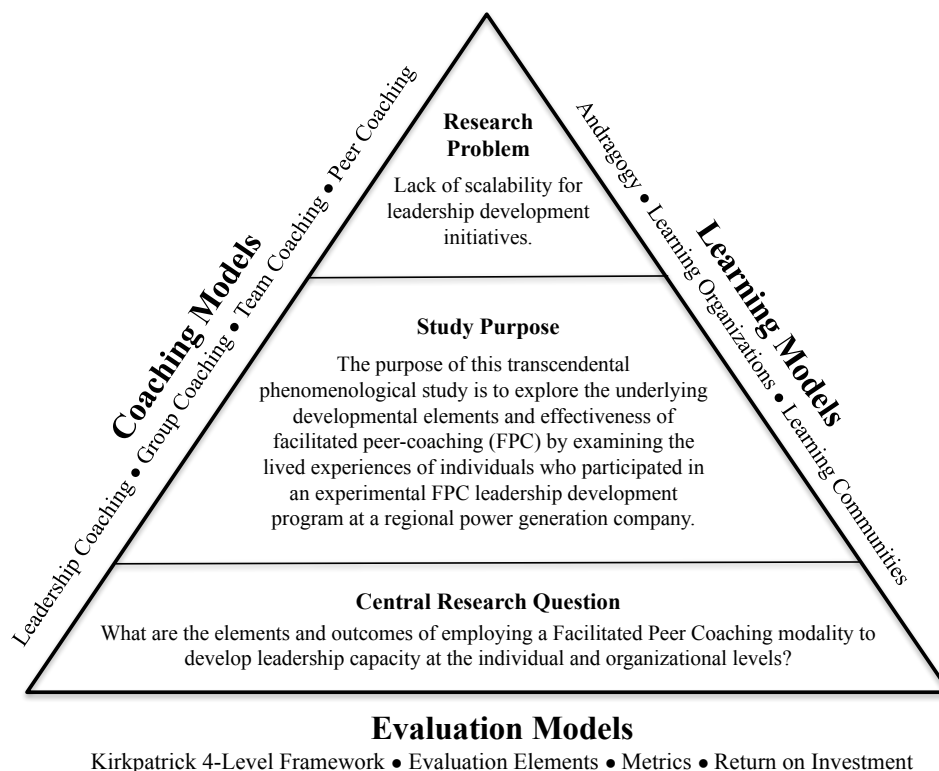 Research
Problem
Lack of scalability for
leadership development
initiatives.
Study Purpose
The purpose of this transcendental
phenomenological study is to explore the underlying
developmental elements and effectiveness of
facilitated peer-coaching (FPC) by examining the
lived experiences of individuals who participated in
an experimental FPC leadership development
program at a regional power generation company.
Central Research Question
What are the elements and outcomes of employing a Facilitated Peer Coaching modality to
develop leadership capacity at the individual and organizational levels?
Coaching Models
Leadership Coaching ● Group Coaching ● Team Coaching ● Peer Coaching
Learning Models
Andragogy ● Learning Organizations ● Learning Communities
Evaluation Models
Kirkpatrick 4-Level Framework ● Evaluation Elements ● Metrics ● Return on Investment